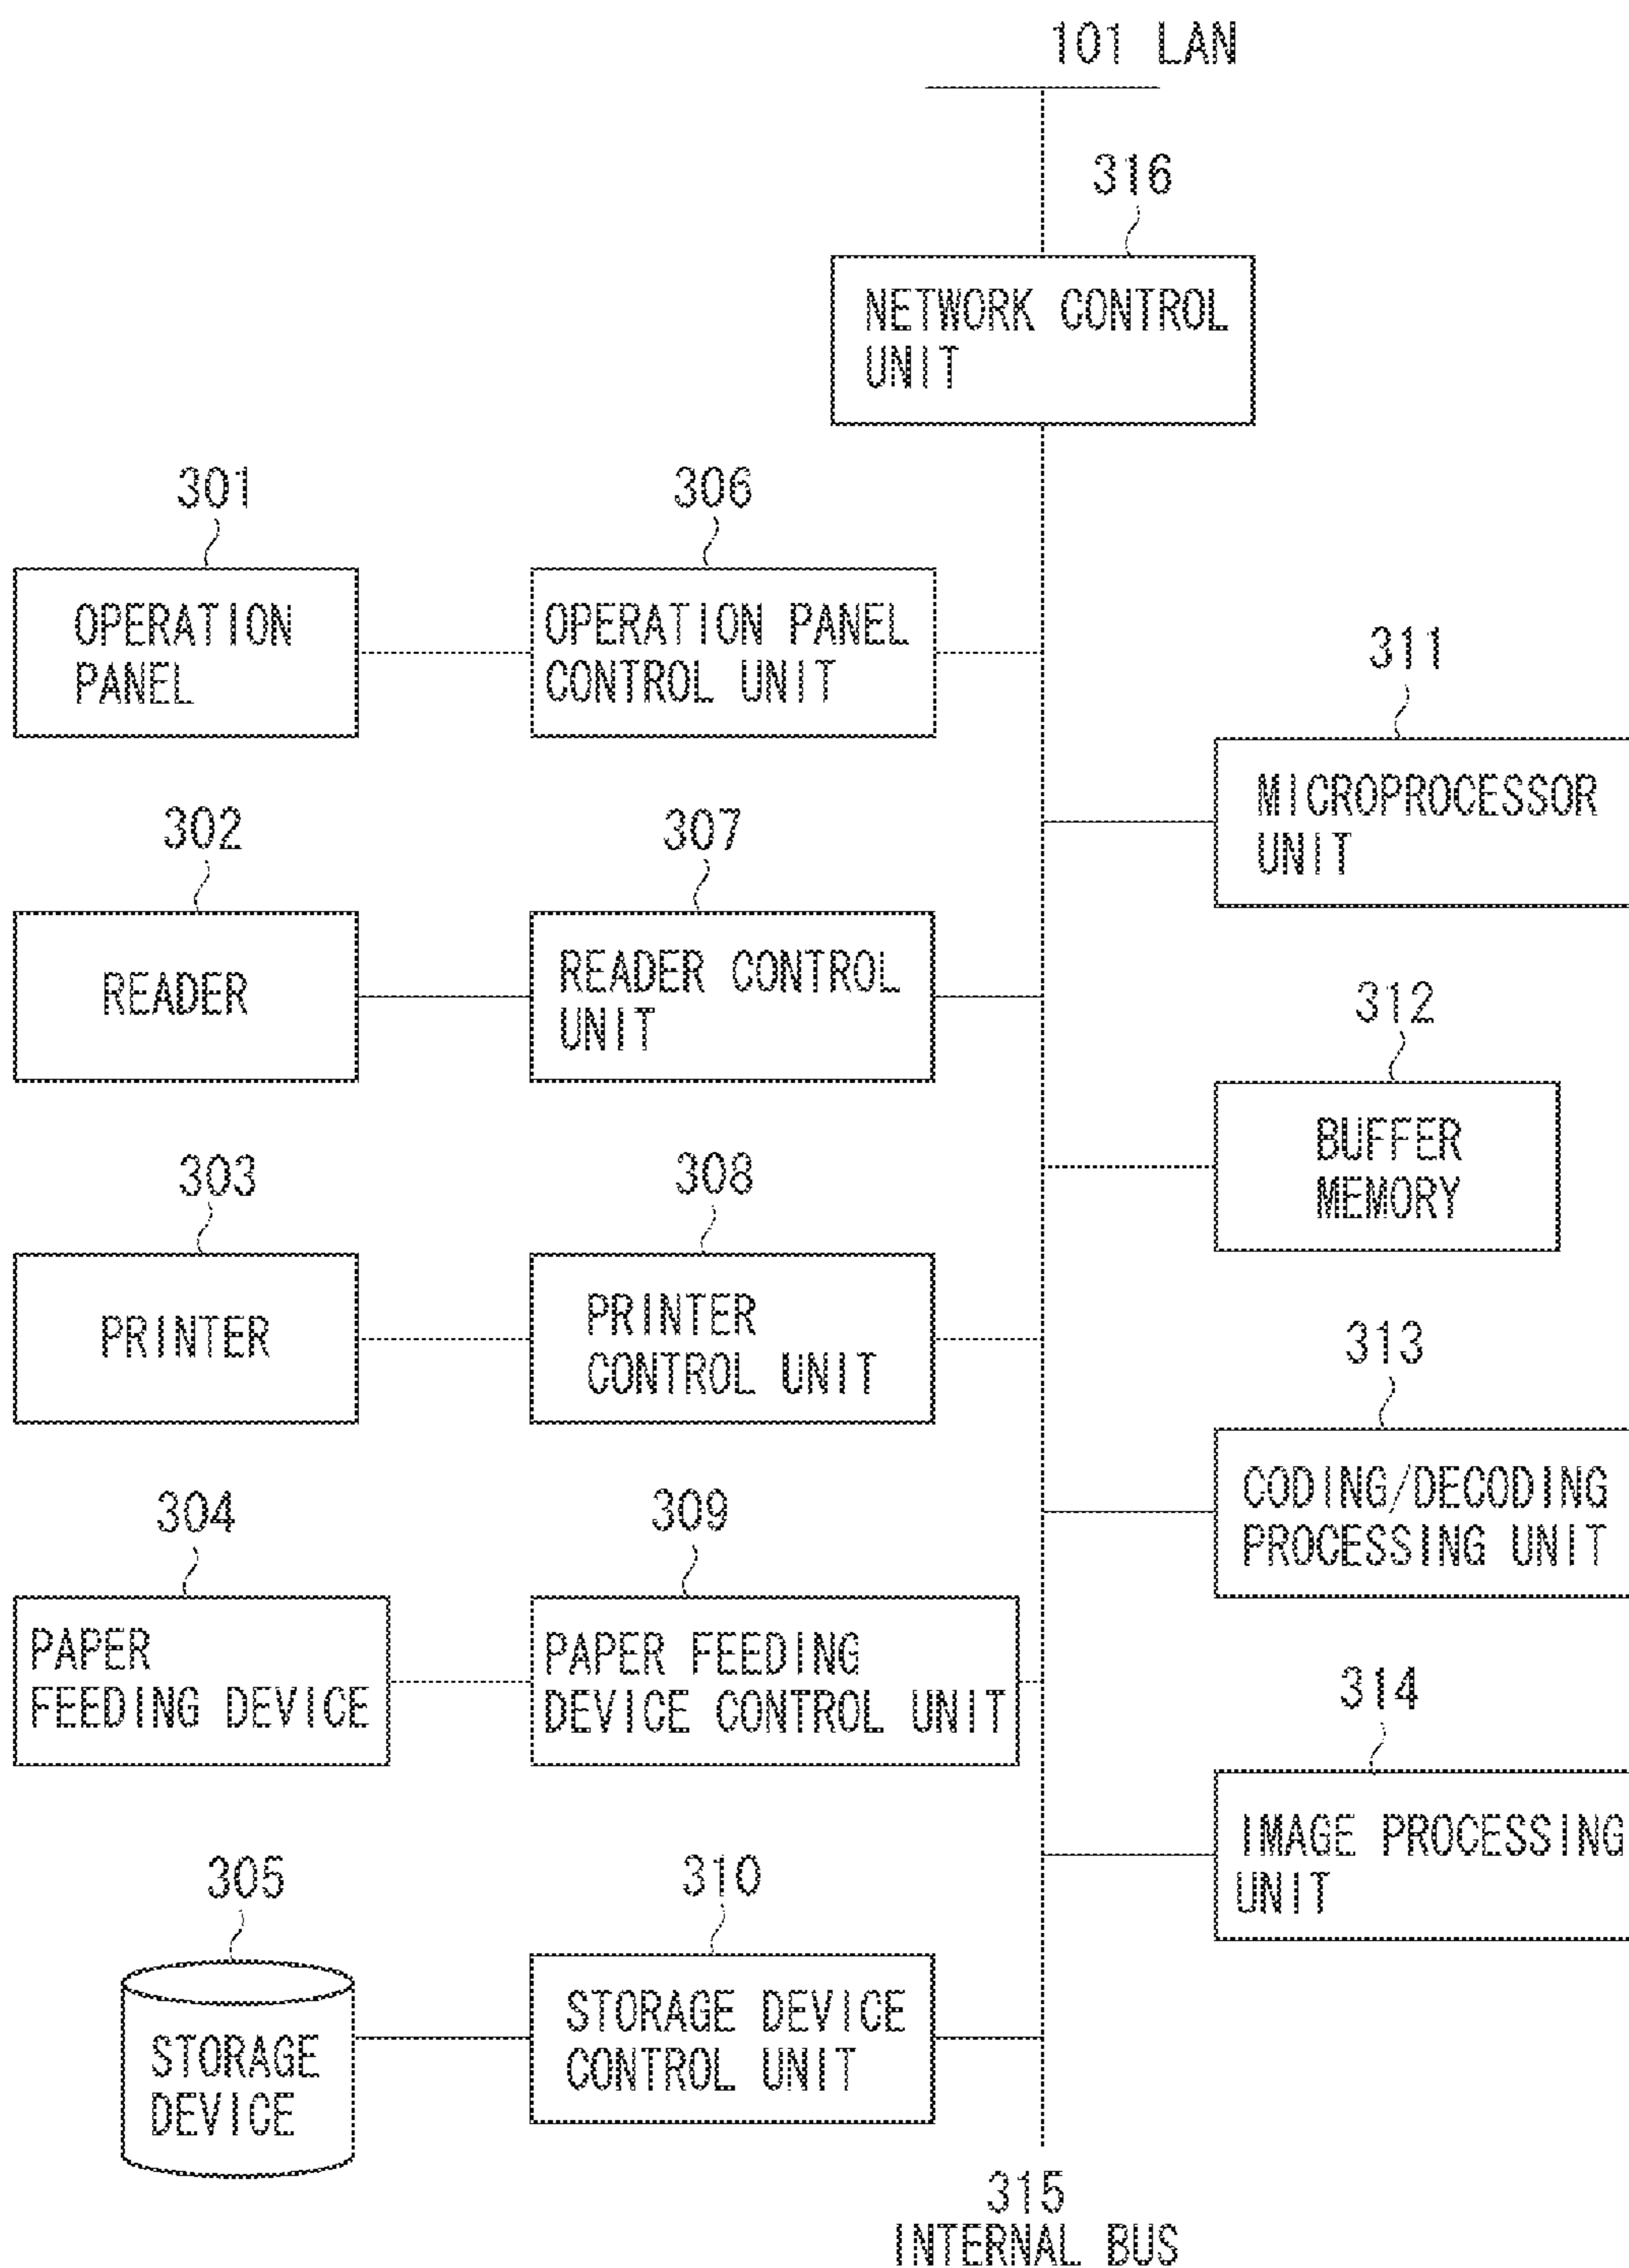 101 LAN
316
NETWORK CONTROL
UNIT
301
OPERATION
PANEL
306
OPERATION PANEL
CONTROL UNIT
311
MICROPROCESSOR
UNIT
302
READER
307
READER CONTROL
UNIT
312
BUFFER
MEMORY
303
PRINTER
308
PRINTER
CONTROL UNIT
313
CODING/DECODING
PROCESSING UNIT
304
PAPER
FEEDING DEVICE
309
PAPER FEEDING
DEVICE CONTROL UNIT
314
IMAGE PROCESSING
UNIT
305
STORAGE
DEVICE
310
STORAGE DEVICE
CONTROL UNIT
315
INTERNAL BUS